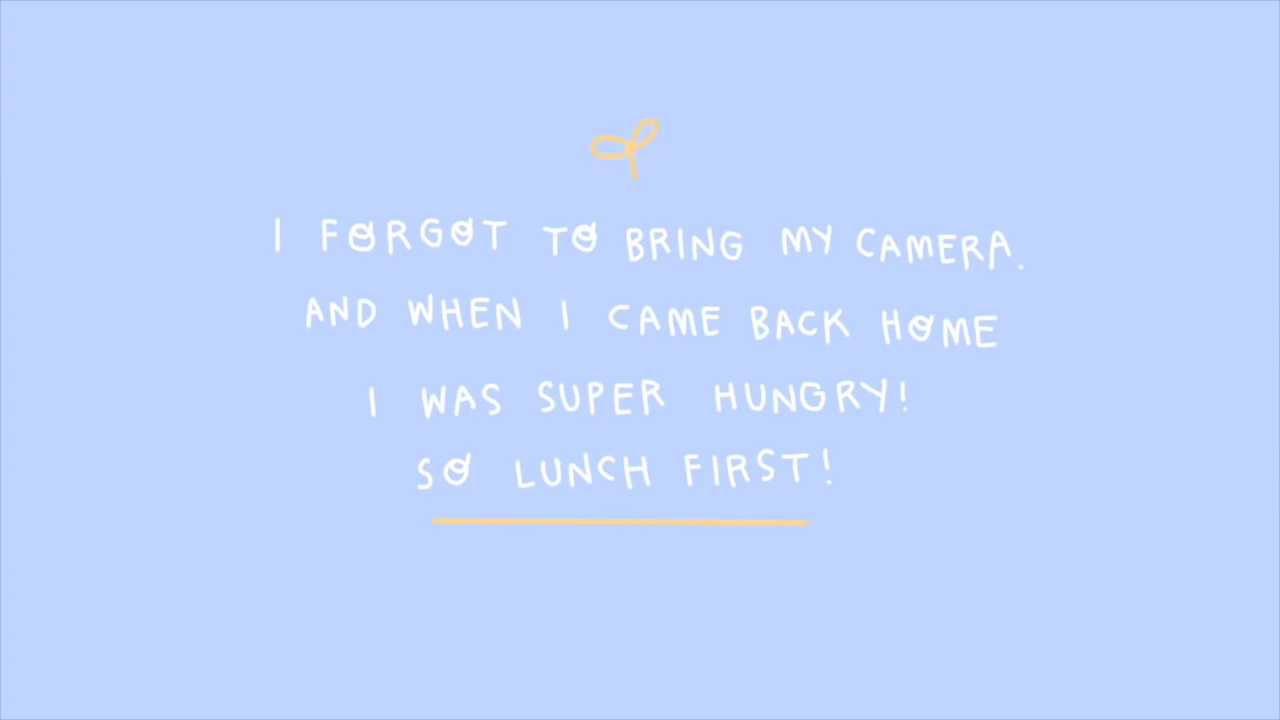 I FORGOT TO BRING MY CAMERA.
AND WHEN I CAME BACK HOME
I WAS SUPER HUNGRY!
SO LUNCH FIRST!